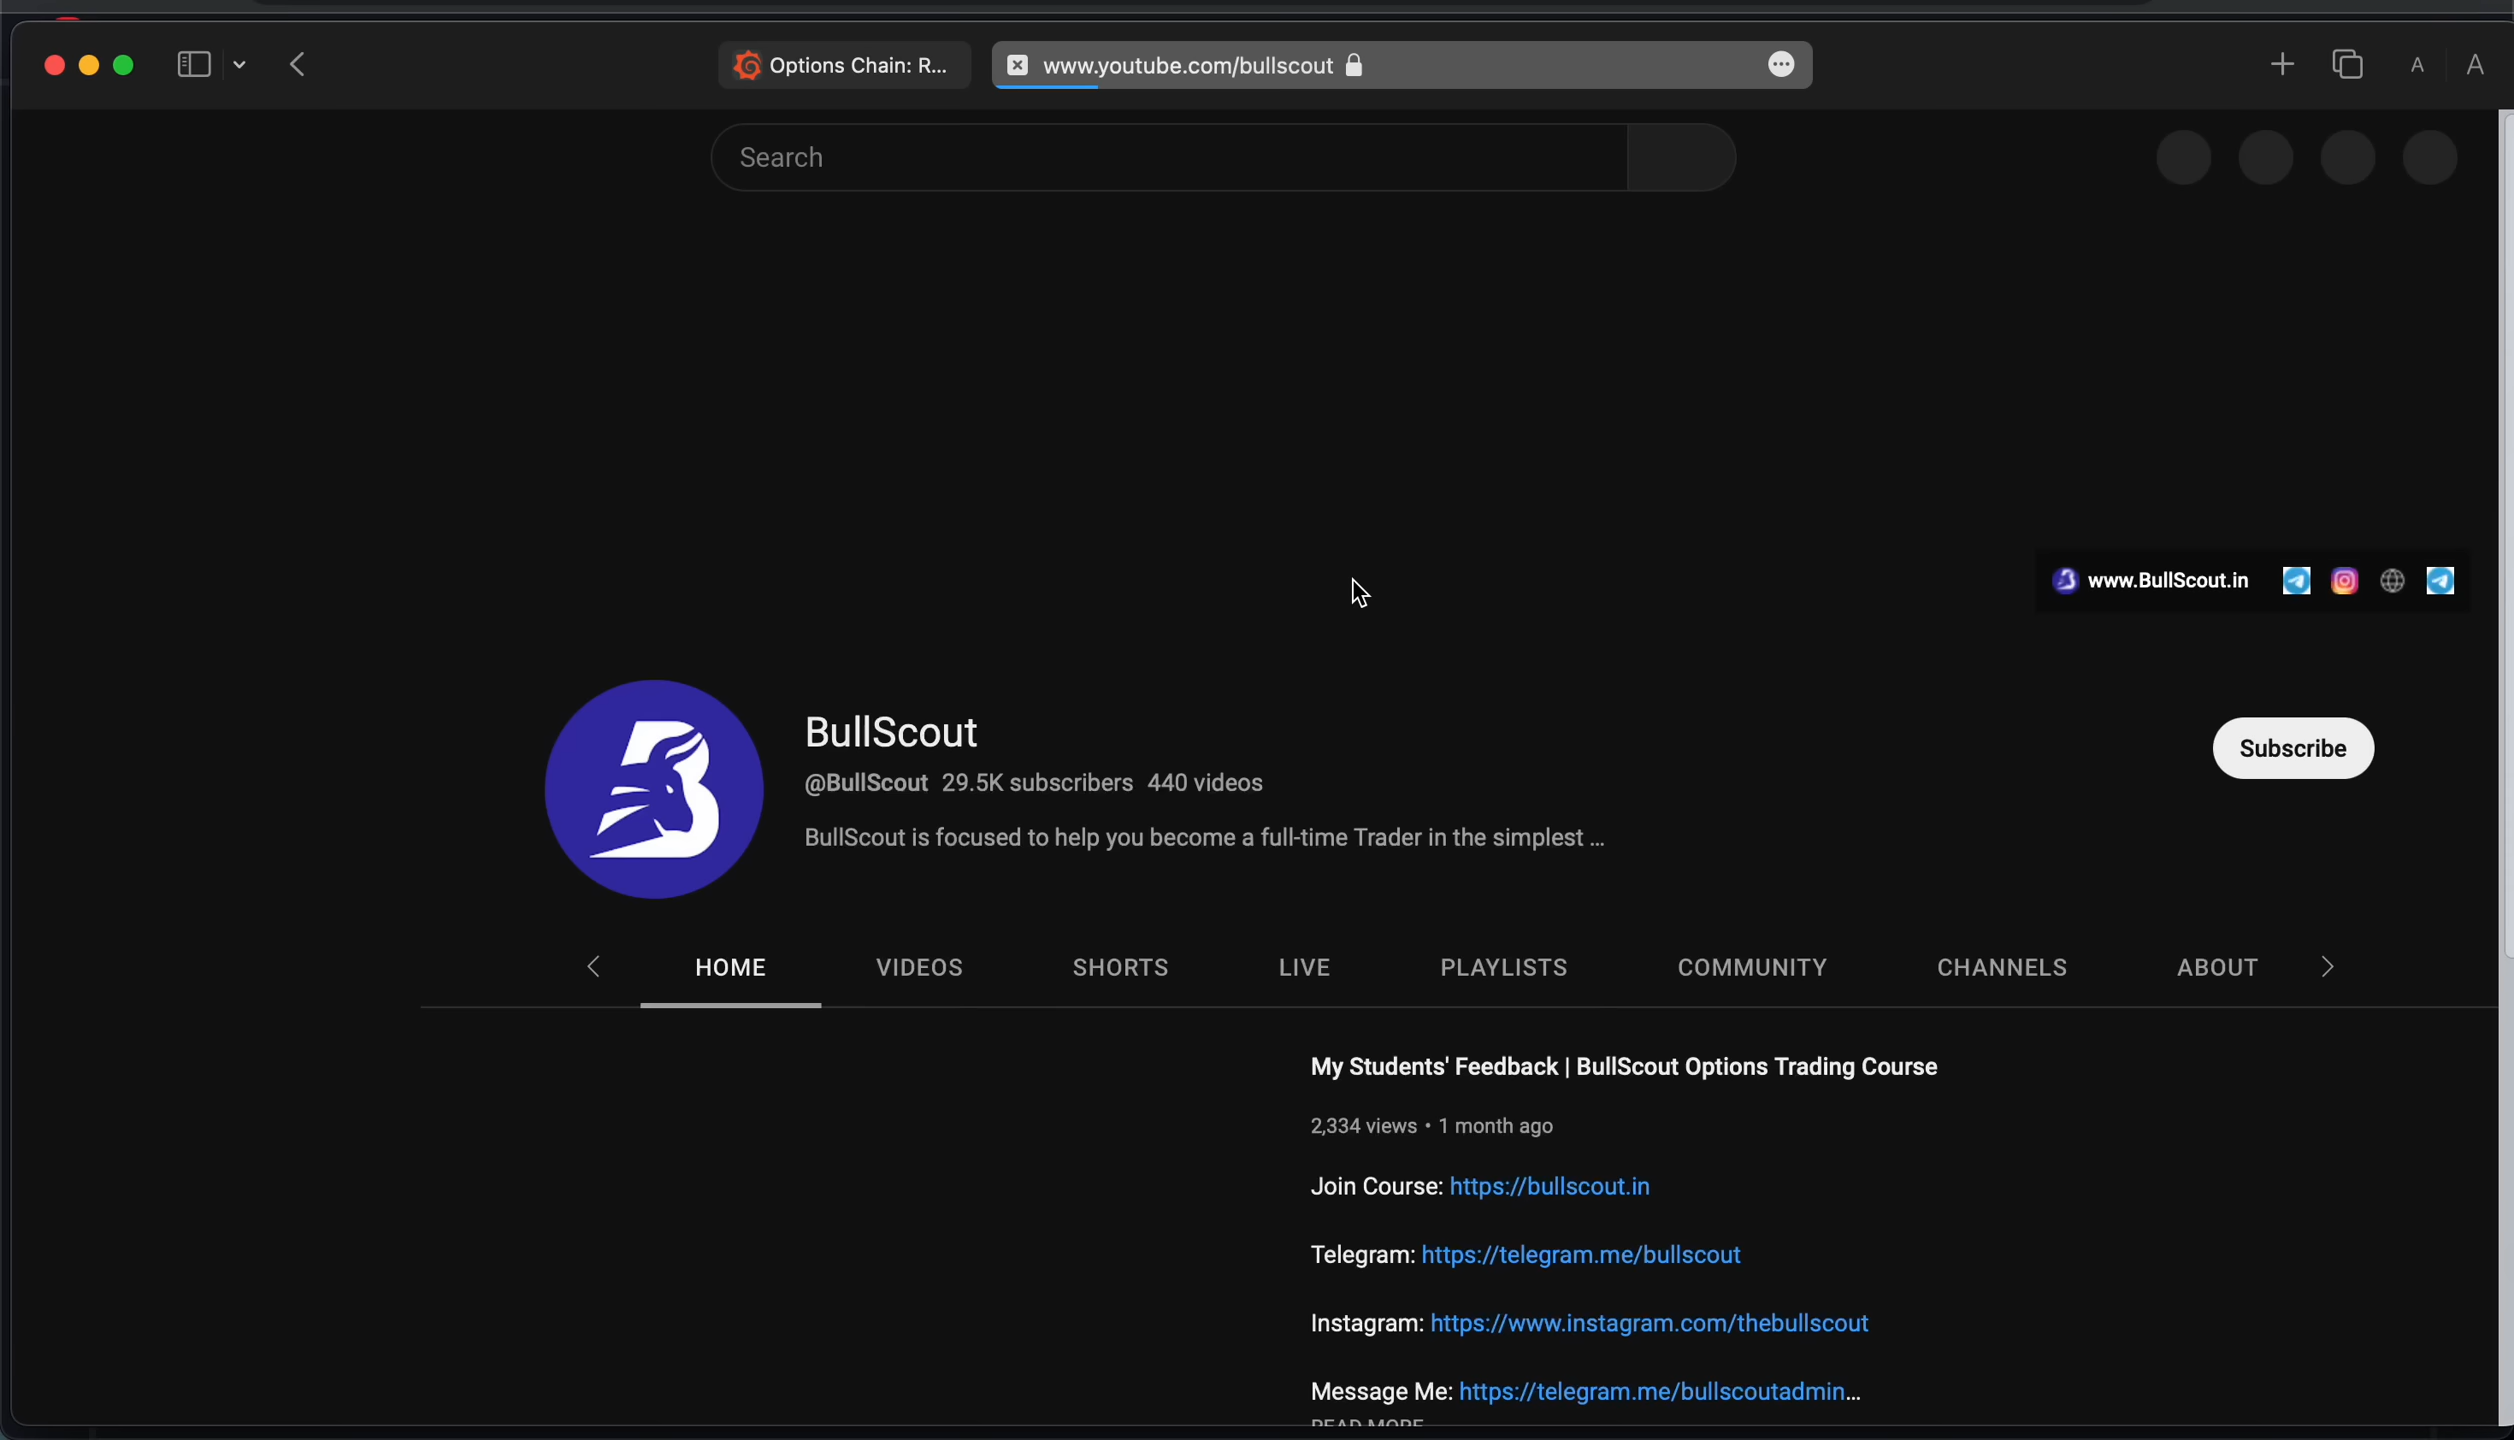 Options Chain: R...
www.youtube.com/bullscout
A A
Search
www.BullScout.in
BullScout
@BullScout 29.5K subscribers 440 videos
BullScout is focused to help you become a full-time Trader in the simplest ...
Subscribe
HOME VIDEOS SHORTS LIVE PLAYLISTS COMMUNITY CHANNELS ABOUT
My Students' Feedback | BullScout Options Trading Course
2,334 views • 1 month ago
Join Course: https://bullscout.in
Telegram: https://telegram.me/bullscout
Instagram: https://www.instagram.com/thebullscout
Message Me: https://telegram.me/bullscoutadmin...
READ MORE